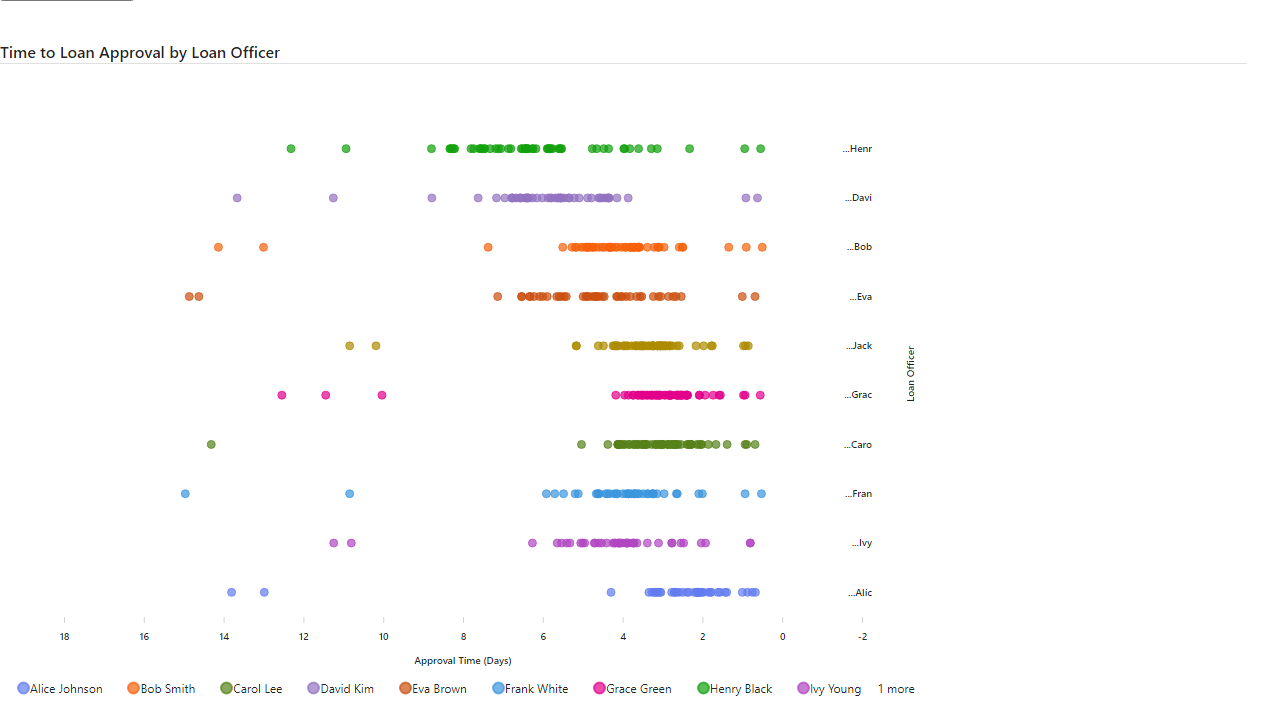 Time to Loan Approval by Loan Officer
...Henr
...Davi
...Bob
...Eva
...Jack
...Grac
...Caro
...Fran
...Ivy
...Alic
Loan Officer
18 16 14 12 10 8 6 4 2 0 -2
Approval Time (Days)
Alice Johnson Bob Smith Carol Lee David Kim Eva Brown Frank White Grace Green Henry Black Ivy Young 1 more